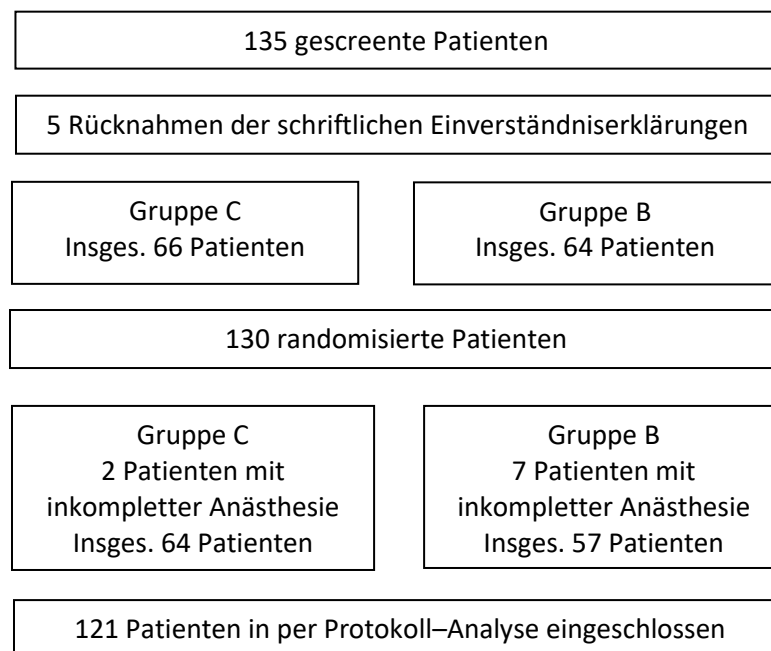 135 gescreente Patienten
5 Rücknahmen der schriftlichen Einverständniserklärungen
Gruppe C
Insges. 66 Patienten
Gruppe B
Insges. 64 Patienten
130 randomisierte Patienten
Gruppe C
2 Patienten mit
inkompletter Anästhesie
Insges. 64 Patienten
Gruppe B
7 Patienten mit
inkompletter Anästhesie
Insges. 57 Patienten
121 Patienten in per Protokoll–Analyse eingeschlossen